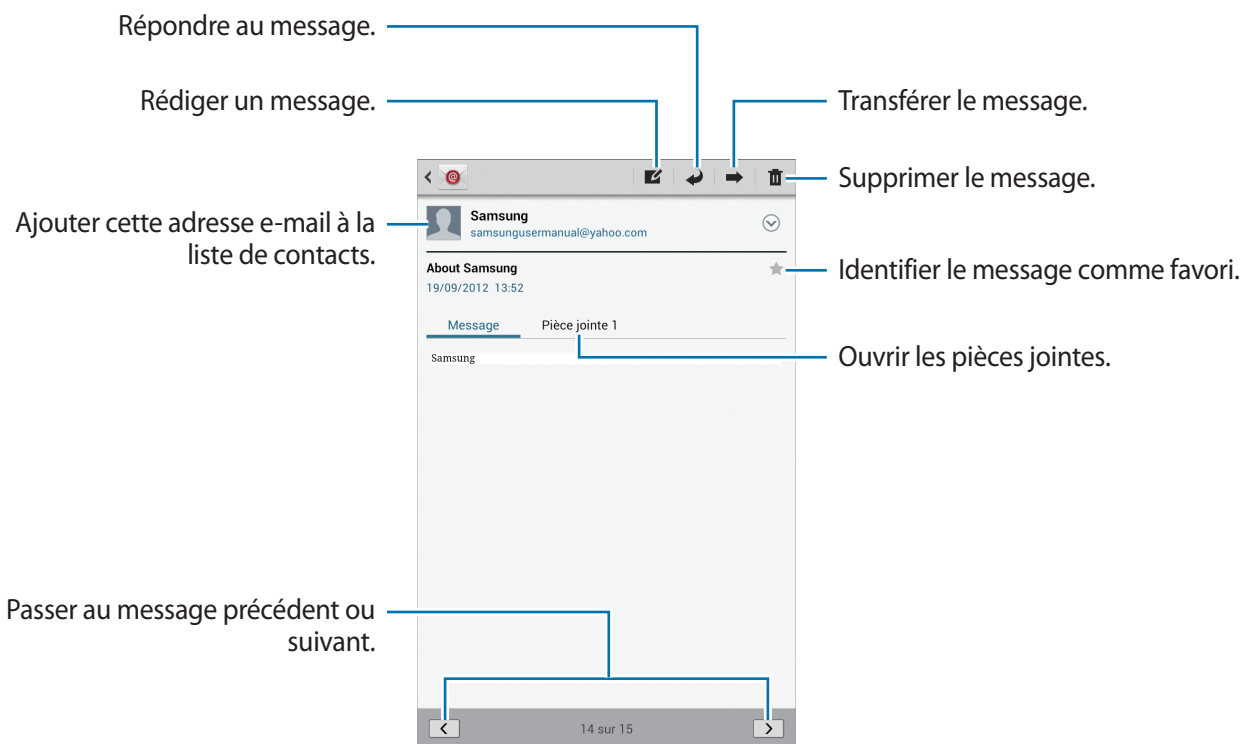 Répondre au message.
Rédiger un message.
Transférer le message.
Supprimer le message.
Samsung
samsungusermanual@yahoo.com
Ajouter cette adresse e-mail à la
liste de contacts.
About Samsung
19/09/2012 13:52
Identifier le message comme favori.
Message Pièce jointe 1
Samsung
Ouvrir les pièces jointes.
Passer au message précédent ou
suivant.
14 sur 15